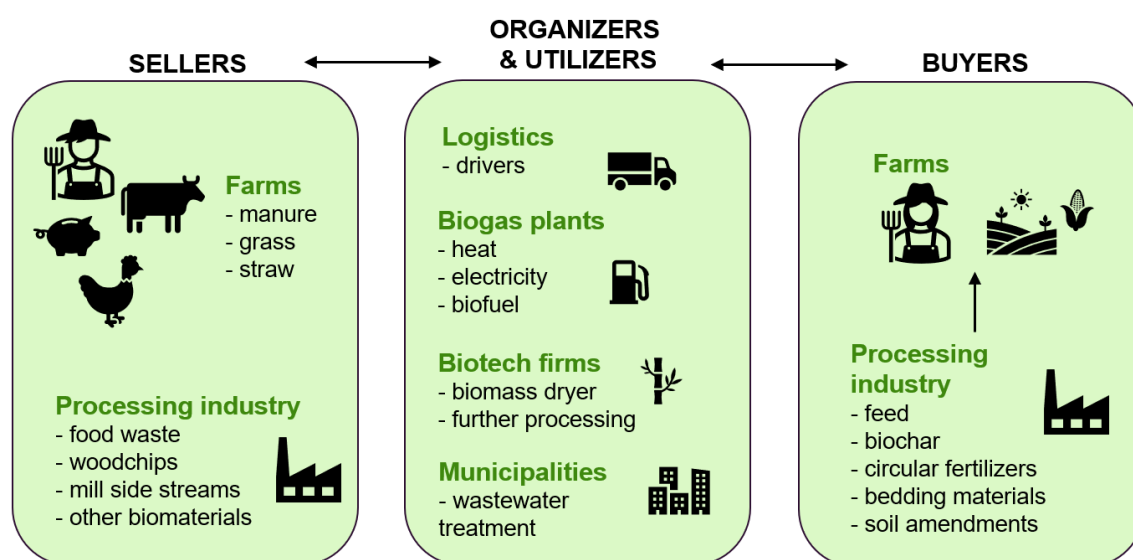 SELLERS
ORGANIZERS
& UTILIZERS
BUYERS
Farms
- manure
- grass
- straw
Processing industry
- food waste
- woodchips
- mill side streams
- other biomaterials
Logistics
- drivers
Biogas plants
- heat
- electricity
- biofuel
Biotech firms
- biomass dryer
- further processing
Municipalities
- wastewater
treatment
Farms
Processing
industry
- feed
- biochar
- circular fertilizers
- bedding materials
- soil amendments